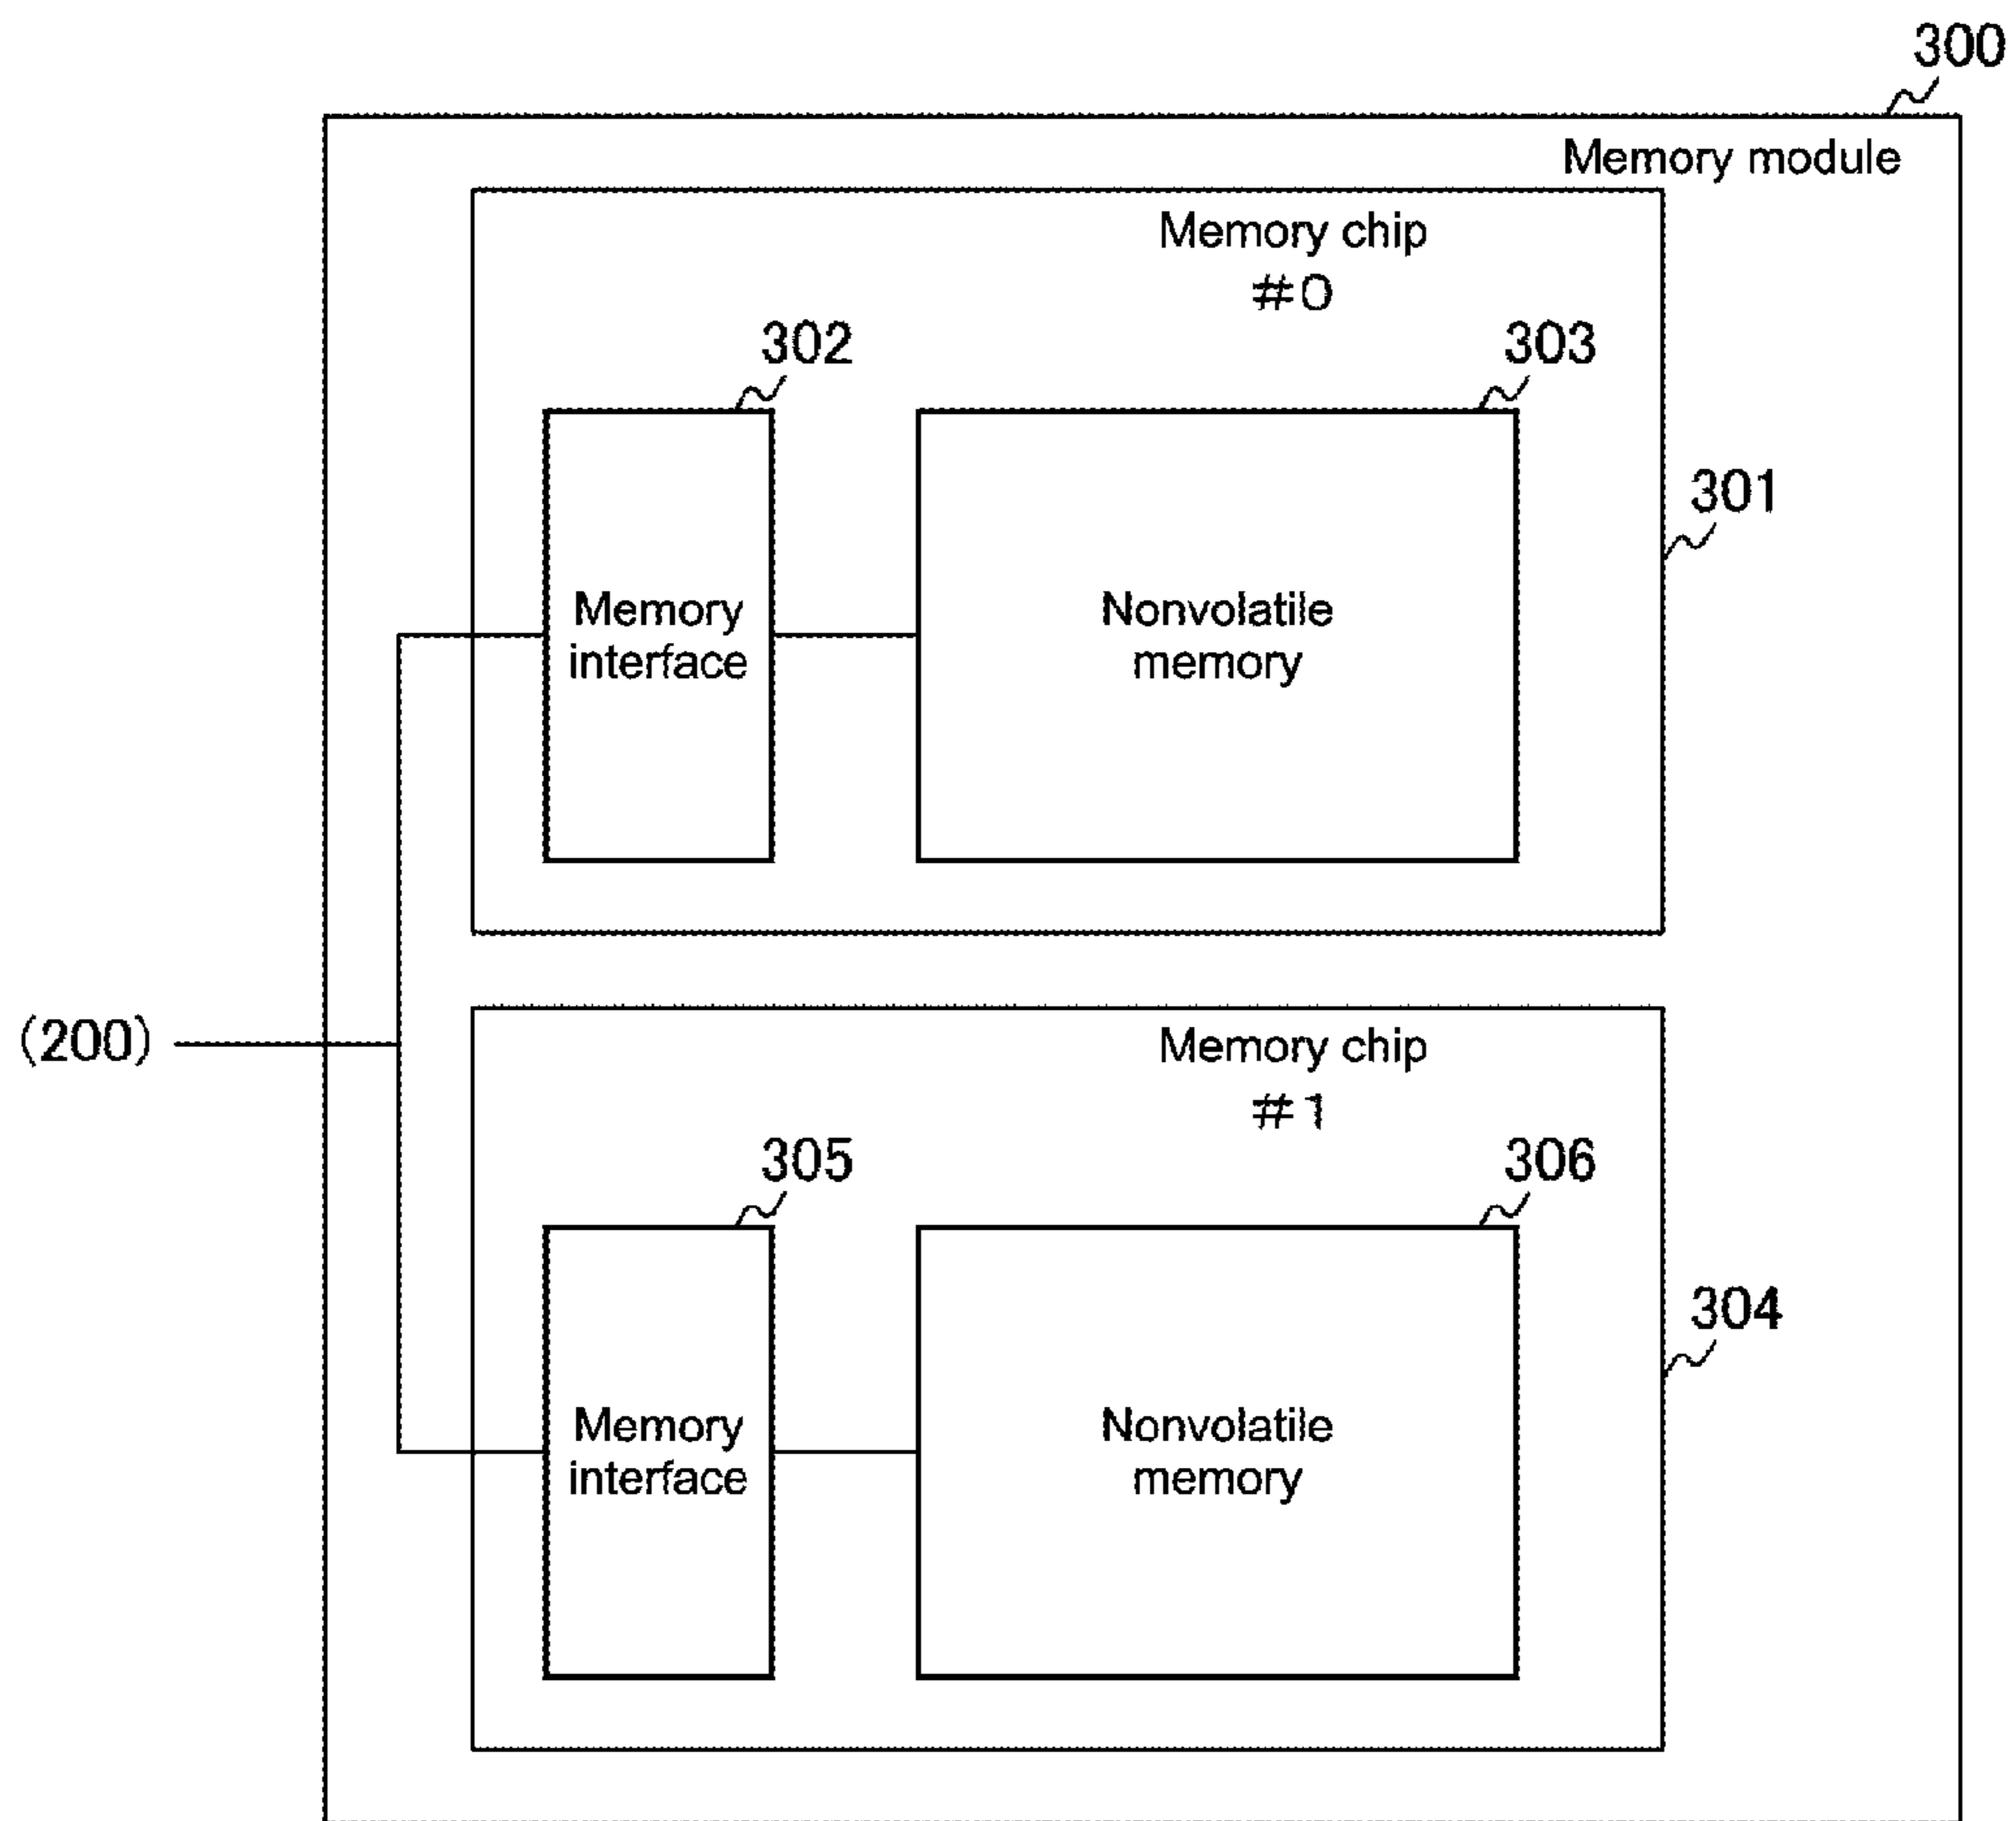 300
Memory module
Memory chip
#0
302
303
301
Memory
interface
Nonvolatile
memory
(200)
Memory chip
#1
305
306
304
Memory
interface
Nonvolatile
memory